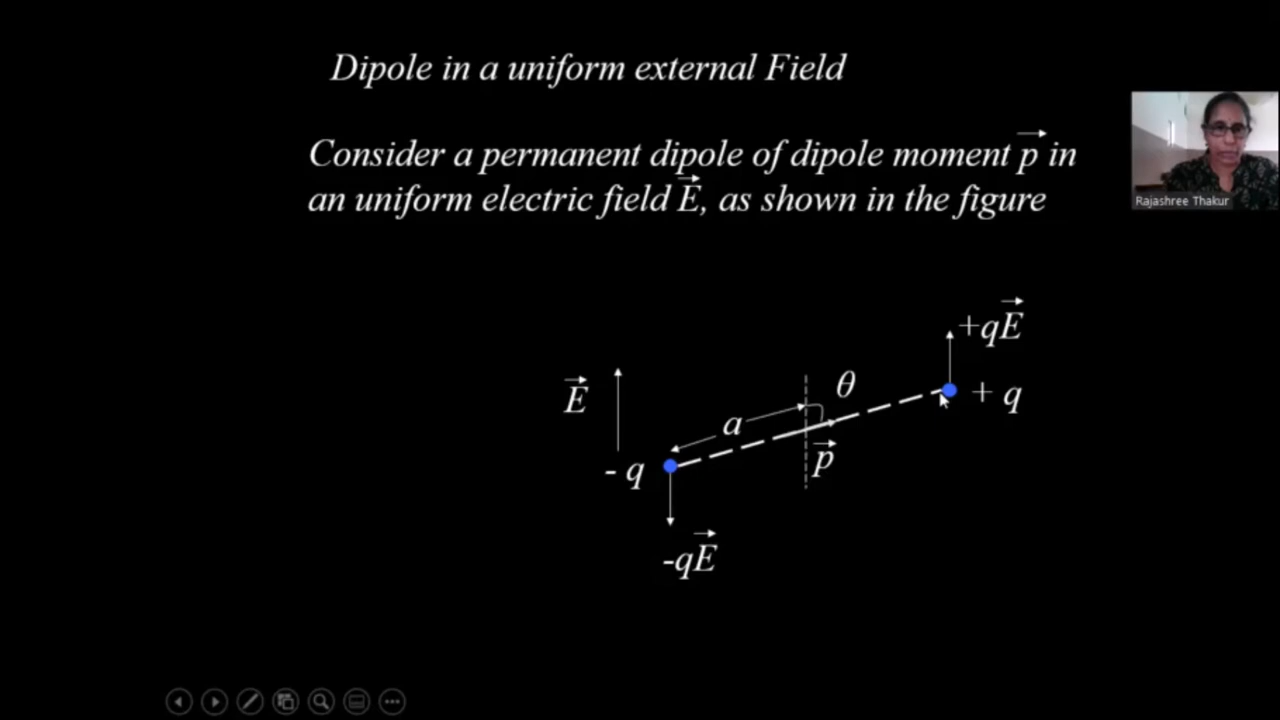 Dipole in a uniform external Field
Consider a permanent dipole of dipole moment p⃗ in
an uniform electric field E⃗, as shown in the figure
Rajashree Thakur
+qE⃗
θ
E⃗
+ q
a
p⃗
- q
-qE⃗